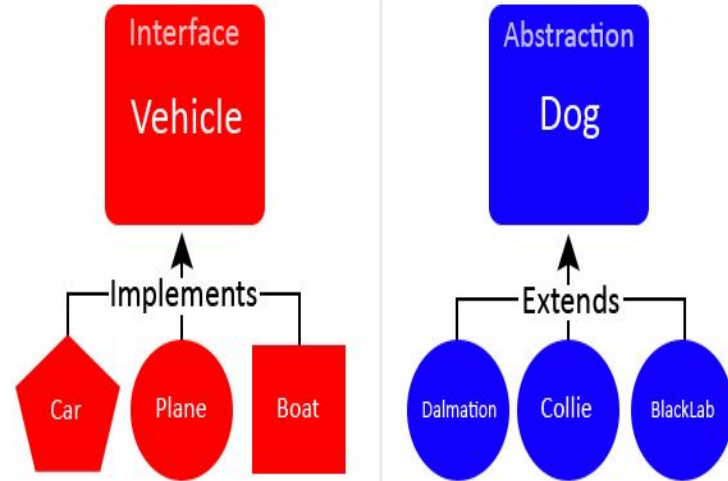 Interface
Vehicle
Implements
Car
Plane
Boat
Abstraction
Dog
Extends
Dalmation
Collie
BlackLab